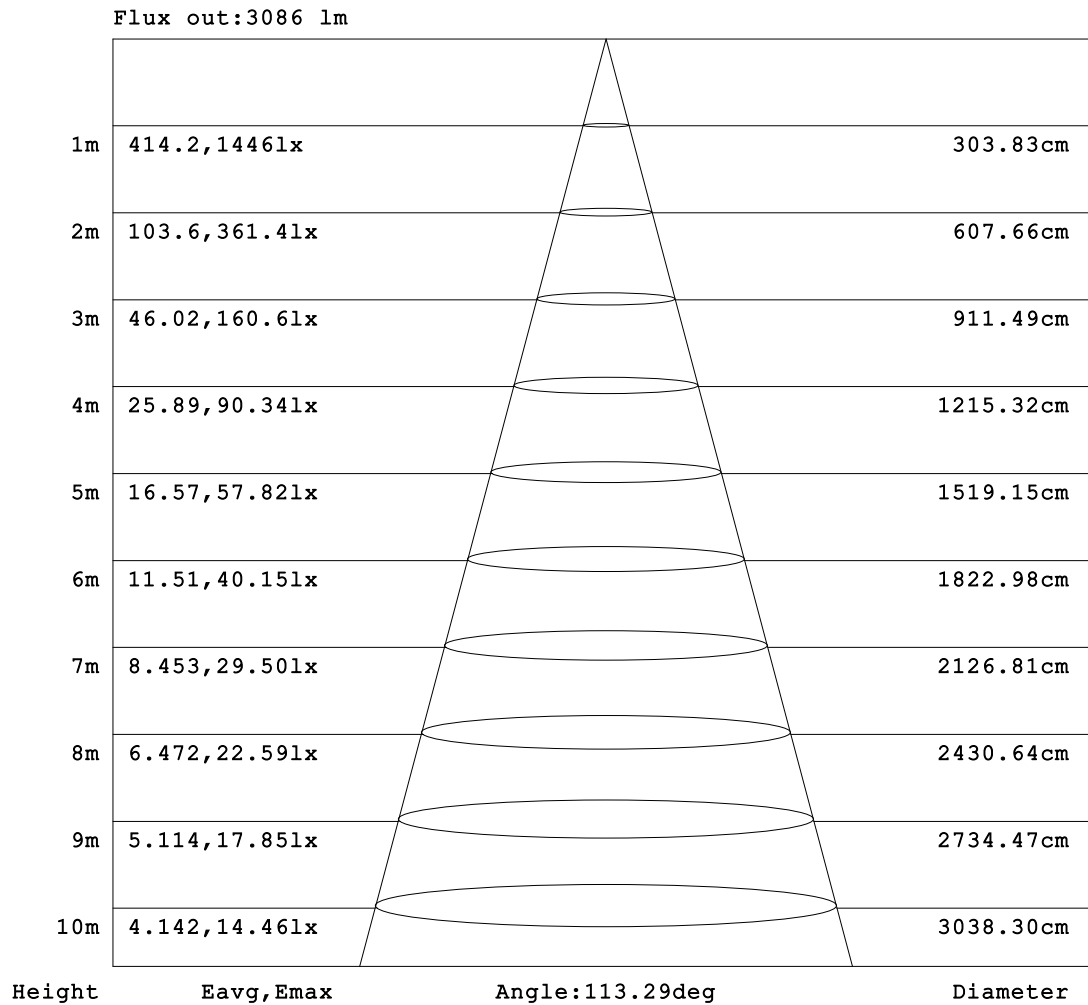 Flux out:3086 lm
1m 414.2,1446lx 303.83cm
2m 103.6,361.4lx 607.66cm
3m 46.02,160.6lx 911.49cm
4m 25.89,90.34lx 1215.32cm
5m 16.57,57.82lx 1519.15cm
6m 11.51,40.15lx 1822.98cm
7m 8.453,29.50lx 2126.81cm
8m 6.472,22.59lx 2430.64cm
9m 5.114,17.85lx 2734.47cm
10m 4.142,14.46lx 3038.30cm
Height Eavg,Emax Angle:113.29deg Diameter